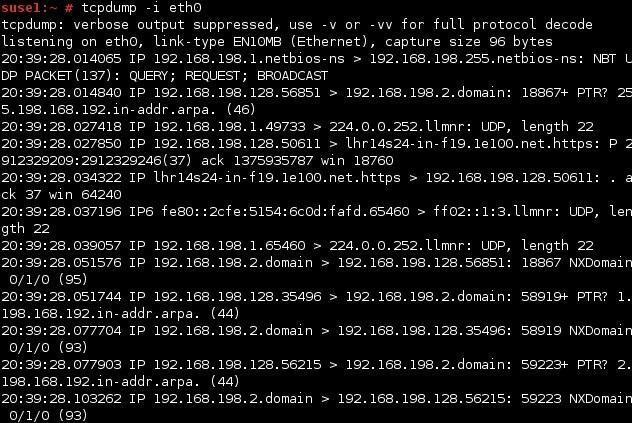 suse1:~ # tcpdump -i eth0
tcpdump: verbose output suppressed, use -v or -vv for full protocol decode
listening on eth0, link-type EN10MB (Ethernet), capture size 96 bytes
20:39:28.014065 IP 192.168.198.1.netbios-ns > 192.168.198.255.netbios-ns: NBT U
DP PACKET(137): QUERY; REQUEST; BROADCAST
20:39:28.014840 IP 192.168.198.128.56851 > 192.168.198.2.domain: 18867+ PTR? 25
5.198.168.192.in-addr.arpa. (46)
20:39:28.027418 IP 192.168.198.1.49733 > 224.0.0.252.llmnr: UDP, length 22
20:39:28.027850 IP 192.168.198.128.50611 > lhr14s24-in-f19.1e100.net.https: P 2
912329209:2912329246(37) ack 1375935787 win 18760
20:39:28.034322 IP lhr14s24-in-f19.1e100.net.https > 192.168.198.128.50611: . a
ck 37 win 64240
20:39:28.037196 IP6 fe80::2cfe:5154:6c0d:fafd.65460 > ff02::1:3.llmnr: UDP, len
gth 22
20:39:28.039057 IP 192.168.198.1.65460 > 224.0.0.252.llmnr: UDP, length 22
20:39:28.051576 IP 192.168.198.2.domain > 192.168.198.128.56851: 18867 NXDomain
0/1/0 (95)
20:39:28.051744 IP 192.168.198.128.35496 > 192.168.198.2.domain: 58919+ PTR? 1.
198.168.192.in-addr.arpa. (44)
20:39:28.077704 IP 192.168.198.2.domain > 192.168.198.128.35496: 58919 NXDomain
0/1/0 (93)
20:39:28.077903 IP 192.168.198.128.56215 > 192.168.198.2.domain: 59223+ PTR? 2.
198.168.192.in-addr.arpa. (44)
20:39:28.103262 IP 192.168.198.2.domain > 192.168.198.128.56215: 59223 NXDomain
0/1/0 (93)